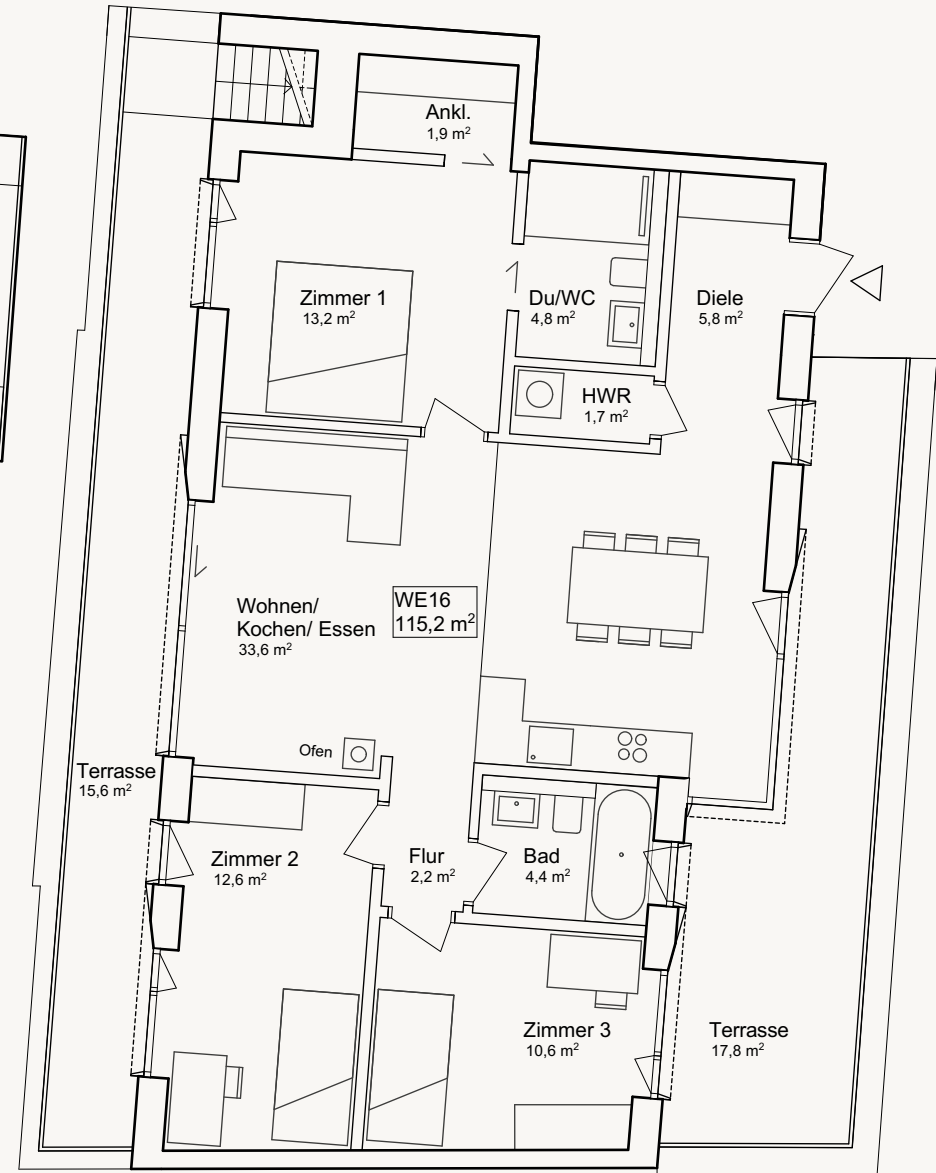 Ankl.
1,9 m²
Zimmer 1
13,2 m²
Du/WC
4,8 m²
Diele
5,8 m²
HWR
1,7 m²
Wohnen/
Kochen/ Essen
33,6 m²
WE16
115,2 m²
Ofen
Terrasse
15,6 m²
Zimmer 2
12,6 m²
Flur
2,2 m²
Bad
4,4 m²
Zimmer 3
10,6 m²
Terrasse
17,8 m²